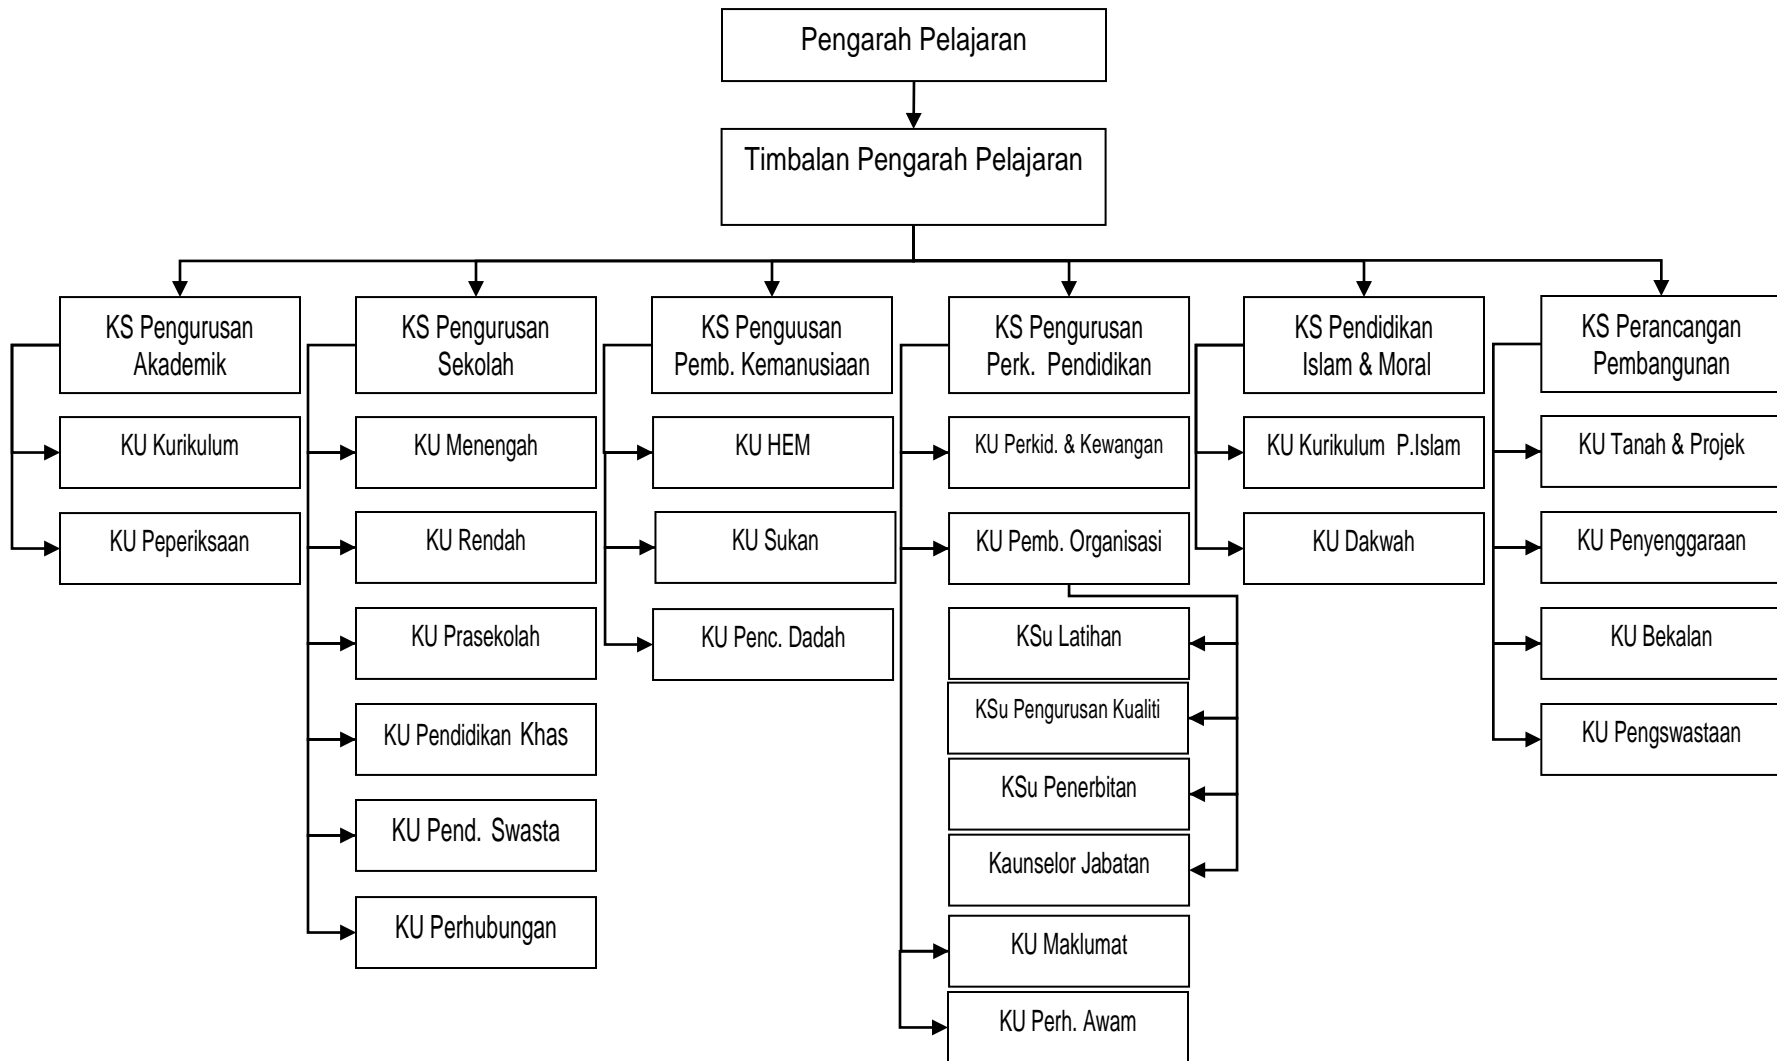 Pengarah Pelajaran
Timbalan Pengarah Pelajaran
KS Pengurusan
Akademik
KU Kurikulum
KU Peperiksaan
KS Pengurusan
Sekolah
KU Menengah
KU Rendah
KU Prasekolah
KU Pendidikan Khas
KU Pend. Swasta
KU Perhubungan
KS Penguusan
Pemb. Kemanusiaan
KU HEM
KU Sukan
KU Penc. Dadah
KS Pengurusan
Perk. Pendidikan
KU Perkid. & Kewangan
KU Pemb. Organisasi
KSu Latihan
KSu Pengurusan Kualiti
KSu Penerbitan
Kaunselor Jabatan
KU Maklumat
KU Perh. Awam
KS Pendidikan
Islam & Moral
KU Kurikulum P.Islam
KU Dakwah
KS Perancangan
Pembangunan
KU Tanah & Projek
KU Penyenggaraan
KU Bekalan
KU Pengswastaan